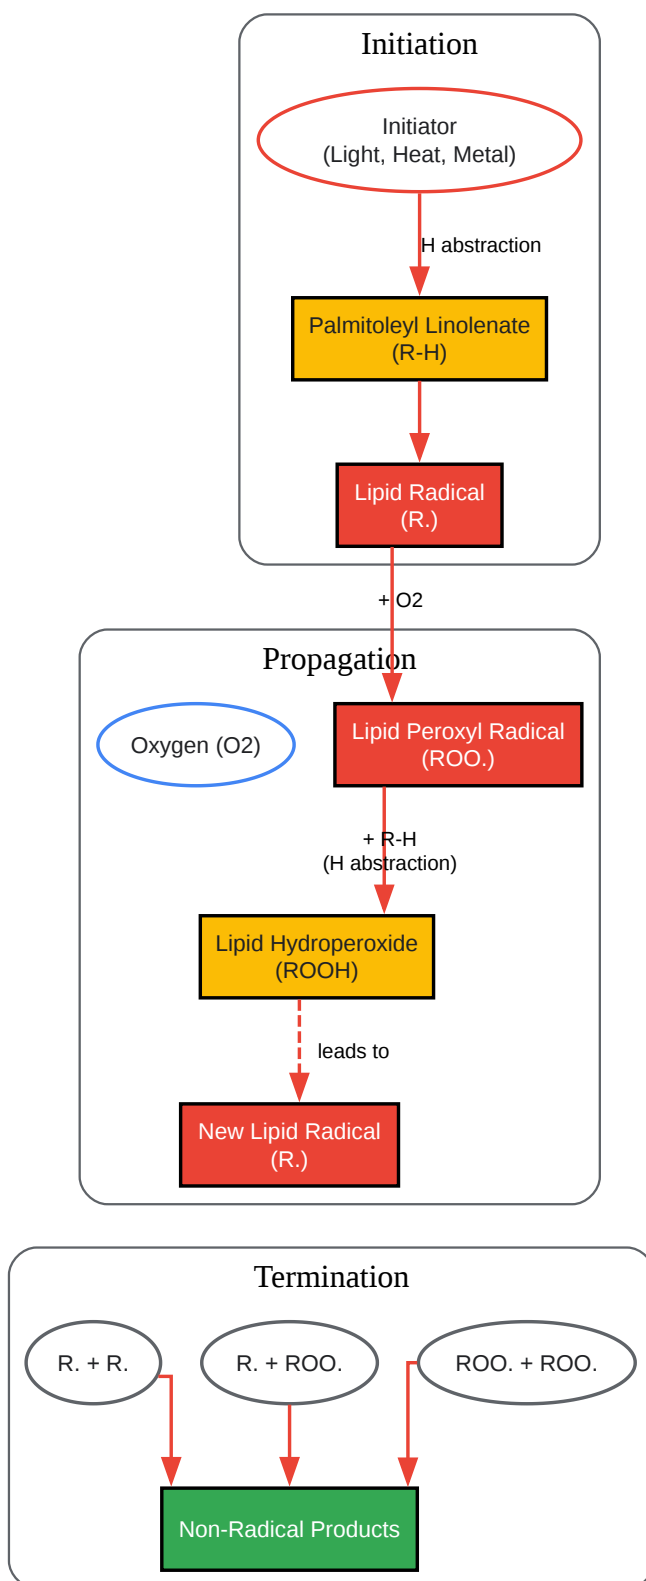 Initiation
Initiator
(Light, Heat, Metal)
H abstraction
Palmitoleyl Linolenate
(R-H)
Lipid Radical
(R.)
+ O2
Propagation
Oxygen (O2)
Lipid Peroxyl Radical
(ROO.)
+ R-H
(H abstraction)
Lipid Hydroperoxide
(ROOH)
leads to
New Lipid Radical
(R.)
Termination
R. + R.
R. + ROO.
ROO. + ROO.
Non-Radical Products